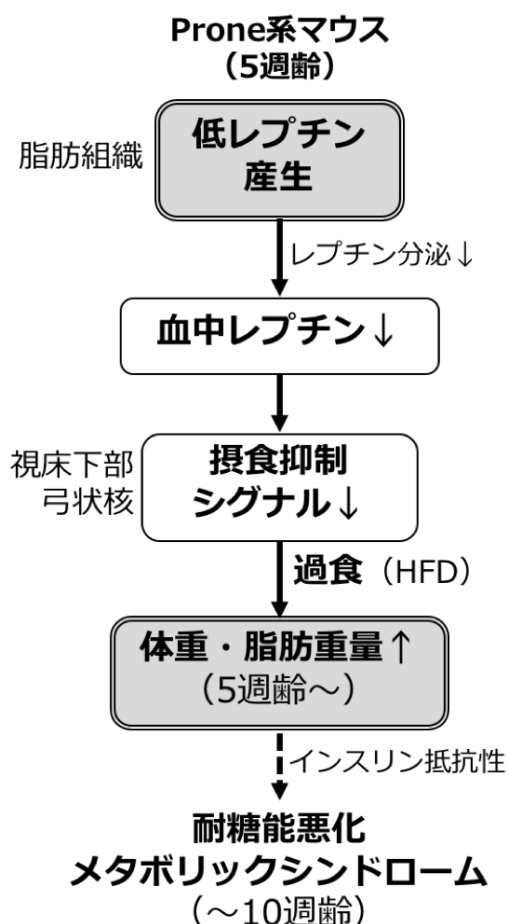 Prone系マウス
（5週齢）
脂肪組織
低レプチン
産生
レプチン分泌↓
血中レプチン↓
視床下部
弓状核
摂食抑制
シグナル↓
過食（HFD）
体重・脂肪重量↑
（5週齢～）
インスリン抵抗性
耐糖能悪化
メタボリックシンドローム
（～10週齢）